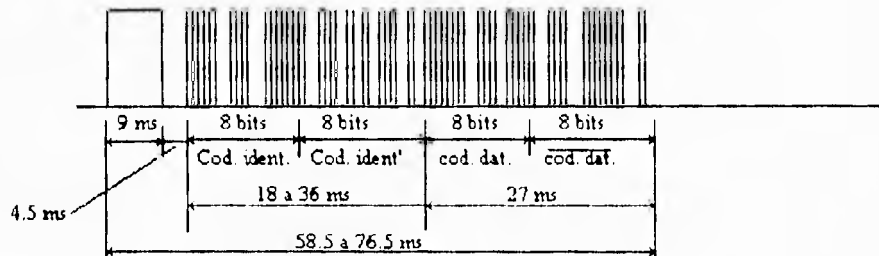 9 ms 8 bits 8 bits 8 bits 8 bits
Cod. ident. Cod. ident' cod. dat. cod. dat.
4.5 ms
18 a 36 ms 27 ms
58.5 a 76.5 ms